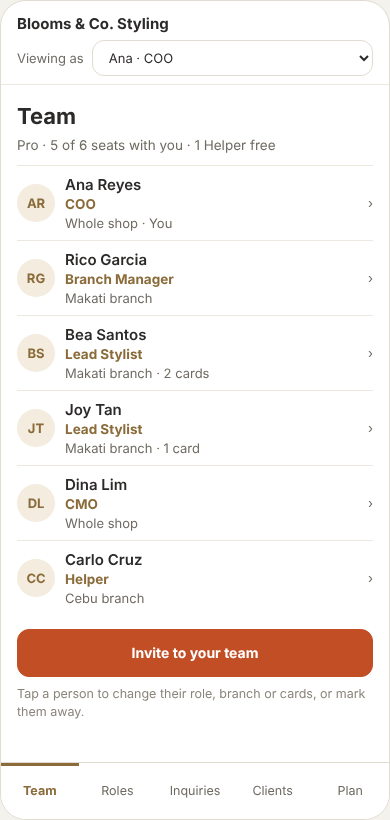 Blooms & Co. Styling
Viewing as
Ana · COO
Team
Pro · 5 of 6 seats with you · 1 Helper free
AR
Ana Reyes
COO
Whole shop · You
›
RG
Rico Garcia
Branch Manager
Makati branch
›
BS
Bea Santos
Lead Stylist
Makati branch · 2 cards
›
JT
Joy Tan
Lead Stylist
Makati branch · 1 card
›
DL
Dina Lim
CMO
Whole shop
›
CC
Carlo Cruz
Helper
Cebu branch
›
Invite to your team
Tap a person to change their role, branch or cards, or mark
them away.
Team
Roles
Inquiries
Clients
Plan